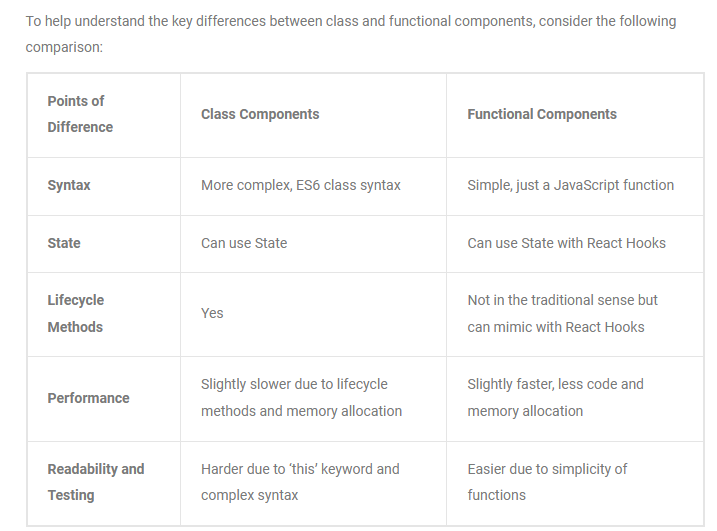 To help understand the key differences between class and functional components, consider the following
comparison:
Points of
Difference
Class Components
Functional Components
Syntax
More complex, ES6 class syntax
Simple, just a JavaScript function
State
Can use State
Can use State with React Hooks
Lifecycle
Methods
Yes
Not in the traditional sense but
can mimic with React Hooks
Performance
Slightly slower due to lifecycle
methods and memory allocation
Slightly faster, less code and
memory allocation
Readability and
Testing
Harder due to ‘this’ keyword and
complex syntax
Easier due to simplicity of
functions